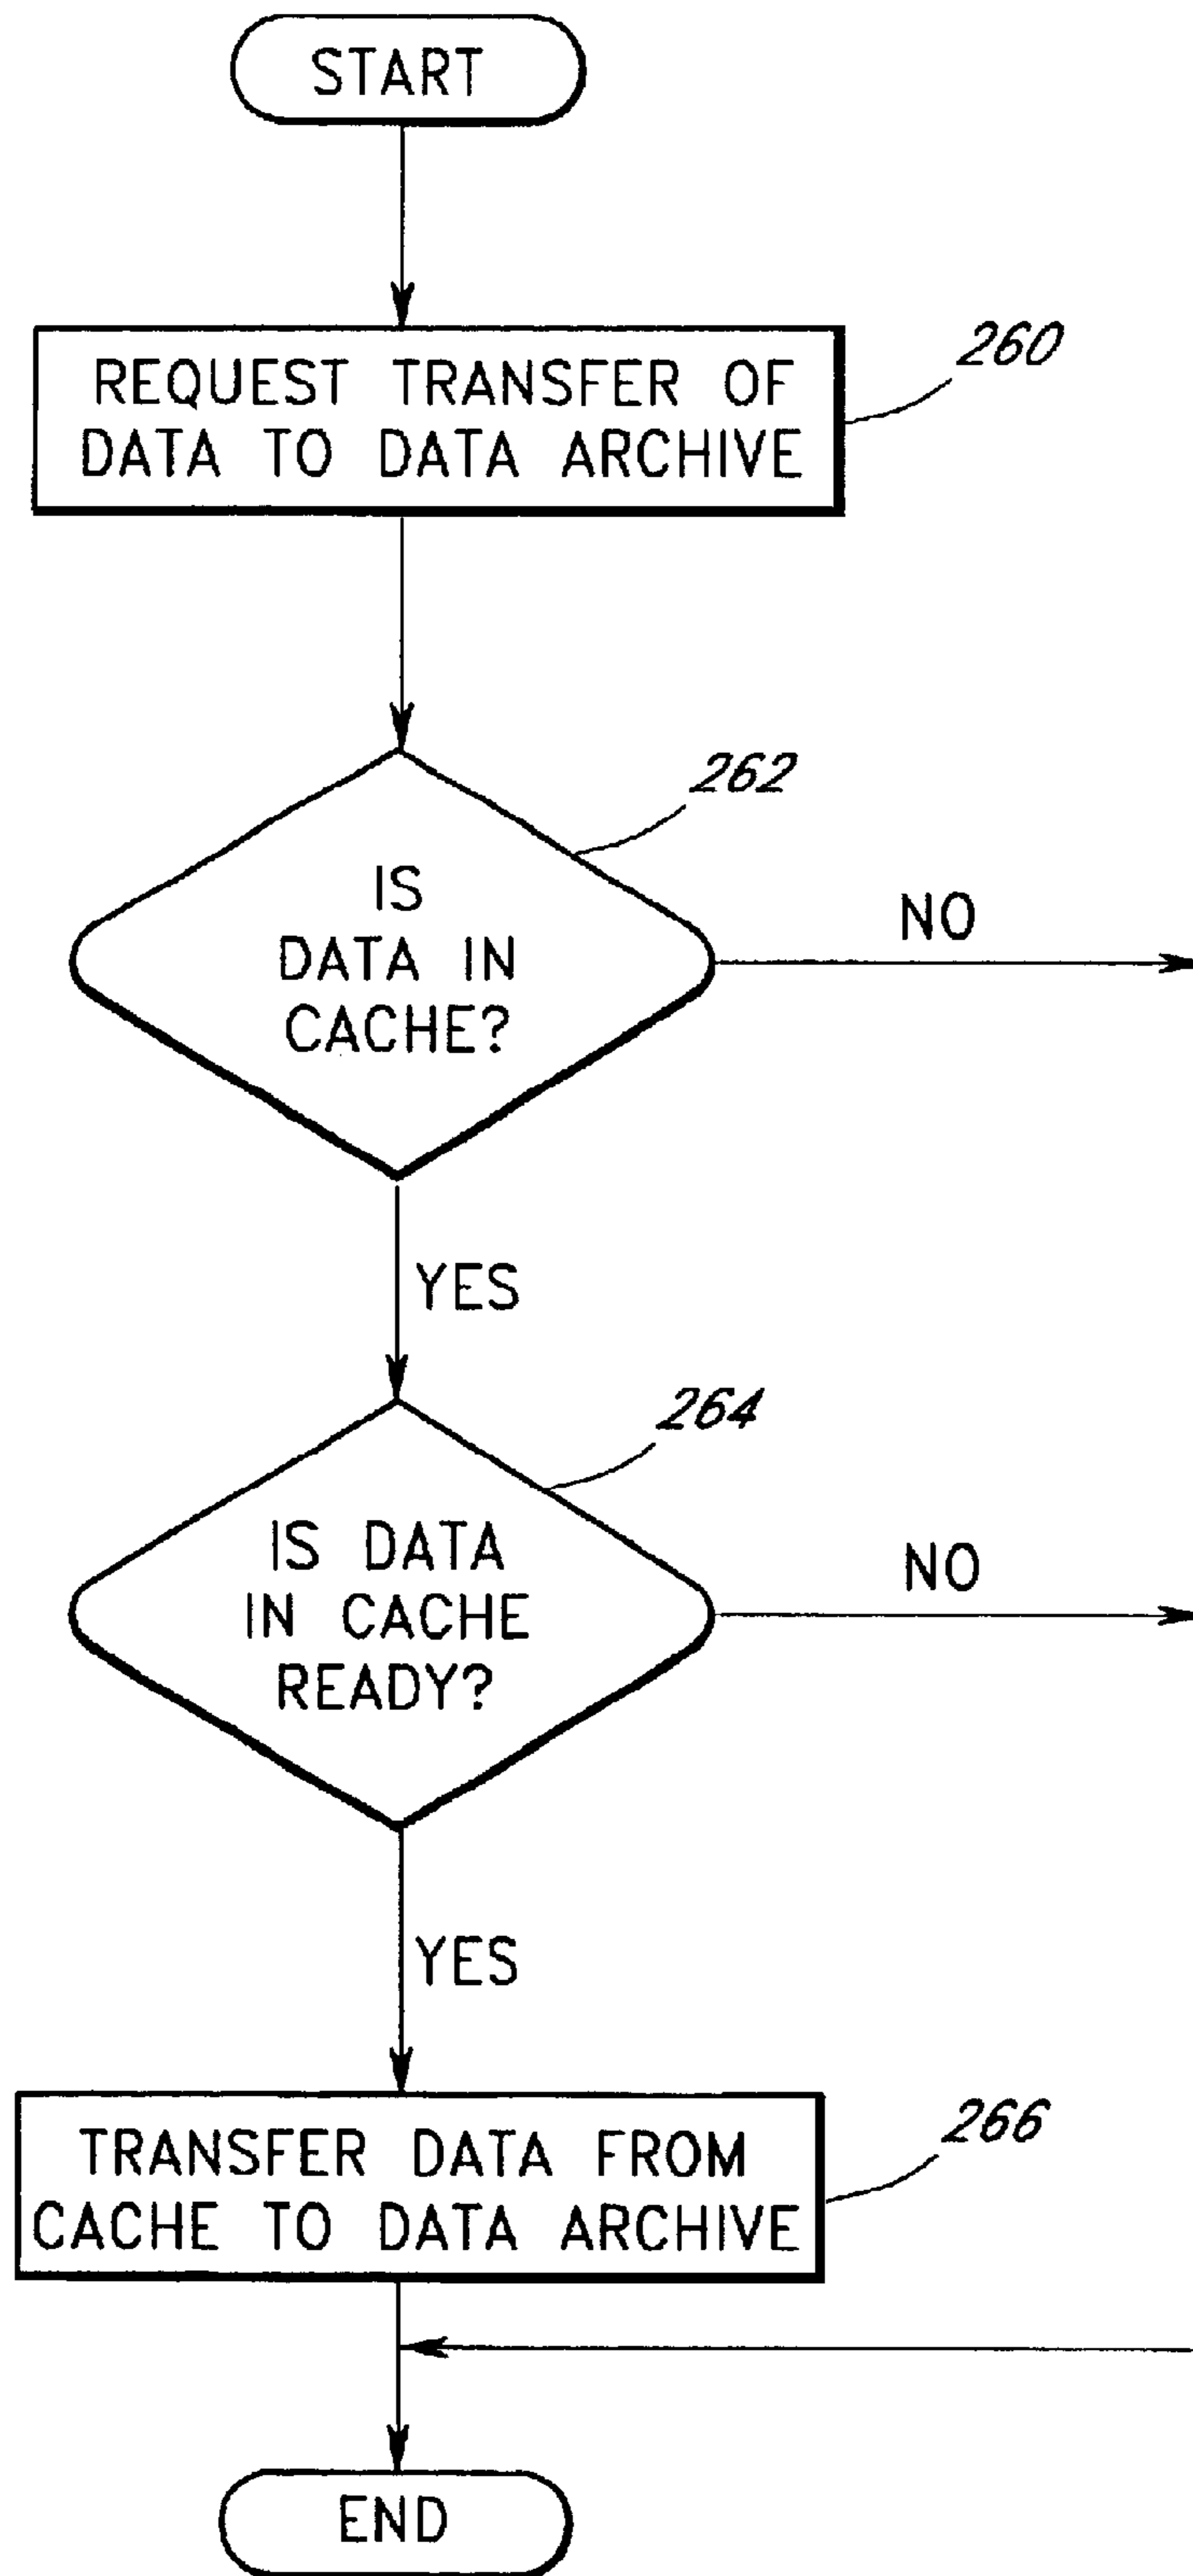 START
REQUEST TRANSFER OF
DATA TO DATA ARCHIVE
260
IS
DATA IN
CACHE?
262
NO
YES
IS DATA
IN CACHE
READY?
264
NO
YES
TRANSFER DATA FROM
CACHE TO DATA ARCHIVE
266
END